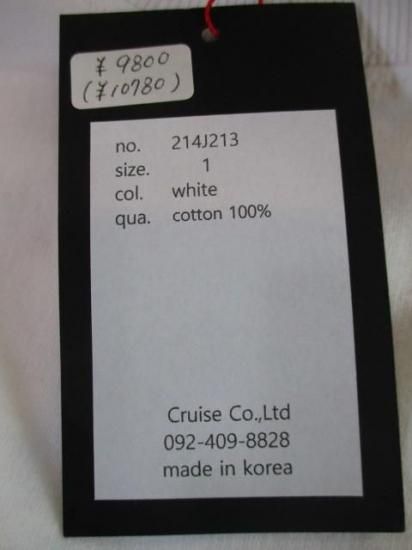 ¥ 9800
(¥10780)
no. 214J213
size. 1
col. white
qua. cotton 100%
Cruise Co.,Ltd
092-409-8828
made in korea